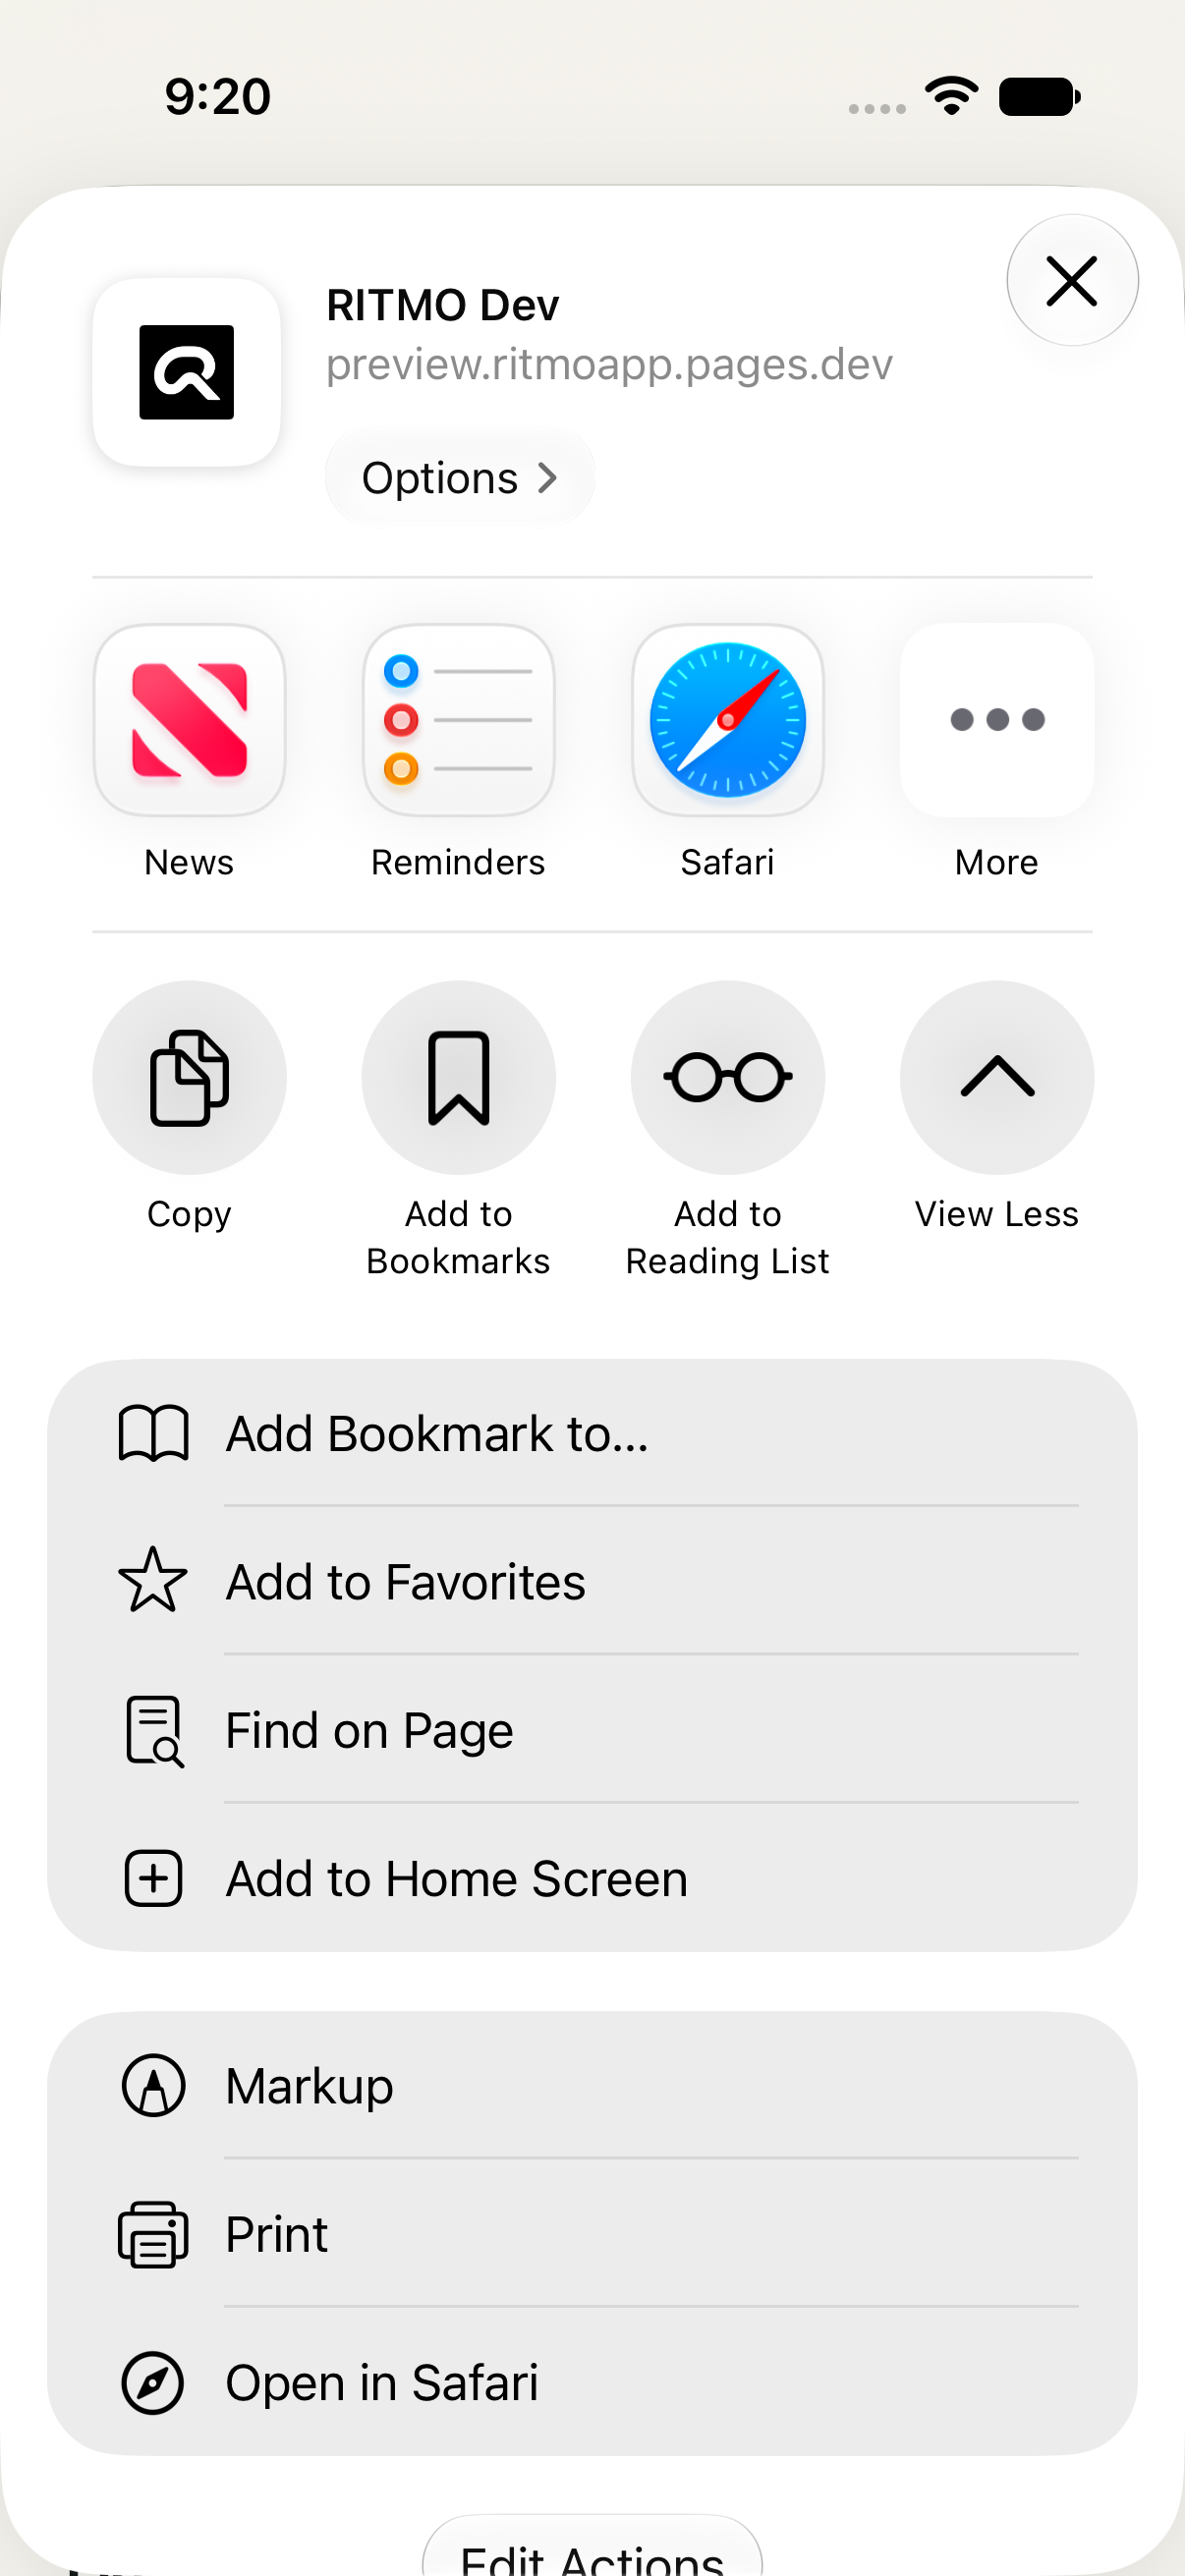 9:20
RITMO Dev
preview.ritmoapp.pages.dev
Options
News
Reminders
Safari
More
Copy
Add to
Bookmarks
Add to
Reading List
View Less
Add Bookmark to...
Add to Favorites
Find on Page
Add to Home Screen
Markup
Print
Open in Safari
Edit Actions